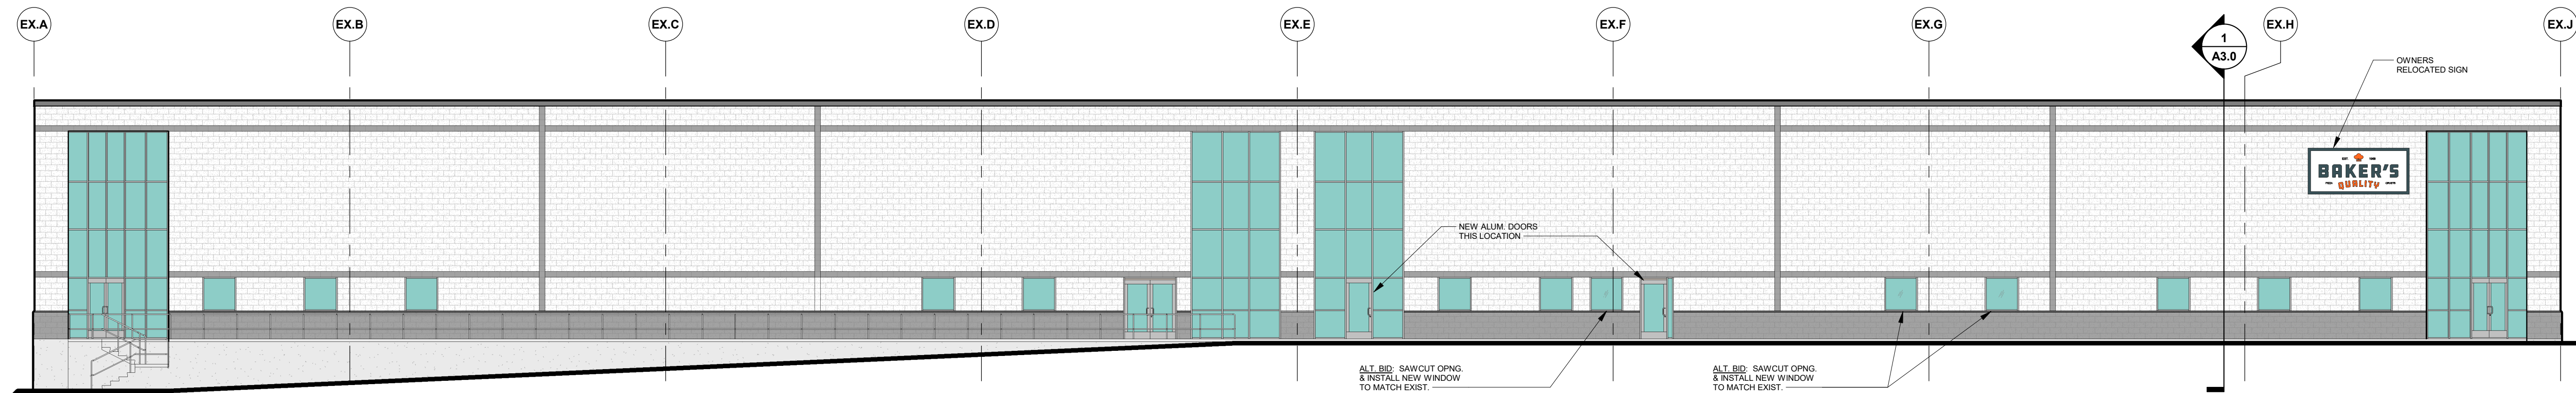 EX.A
EX.B
EX.C
EX.D
EX.E
EX.F
EX.G
EX.H
EX.J
1
A3.0
OWNERS
RELOCATED SIGN
BAKER'S
QUALITY
NEW ALUM. DOORS
THIS LOCATION
ALT. BID: SAWCUT OPNG.
& INSTALL NEW WINDOW
TO MATCH EXIST.
ALT. BID: SAWCUT OPNG.
& INSTALL NEW WINDOW
TO MATCH EXIST.